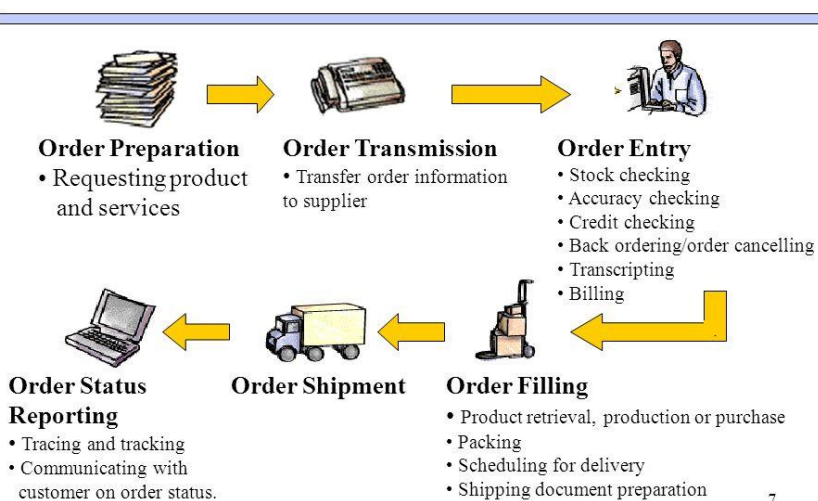 Order Preparation
• Requesting product
and services
Order Transmission
• Transfer order information
to supplier
Order Entry
• Stock checking
• Accuracy checking
• Credit checking
• Back ordering/order cancelling
• Transcripting
• Billing
Order Filling
• Product retrieval, production or purchase
• Packing
• Scheduling for delivery
• Shipping document preparation
Order Shipment
Order Status
Reporting
• Tracing and tracking
• Communicating with
customer on order status.
7